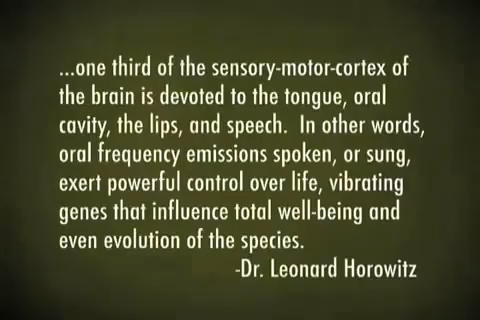 ...one third of the sensory-motor-cortex of
the brain is devoted to the tongue, oral
cavity, the lips, and speech.  In other words,
oral frequency emissions spoken, or sung,
exert powerful control over life, vibrating
genes that influence total well-being and
even evolution of the species.
-Dr. Leonard Horowitz